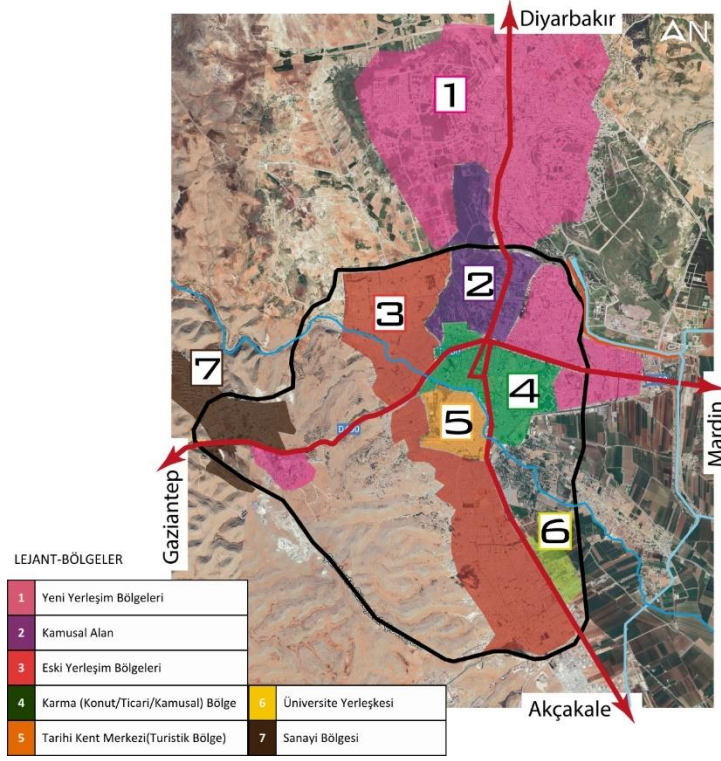 Diyarbakır
N
1
2
3
7
4
5
6
Mardin
Gaziantep
Akçakale
LEJANT-BÖLGELER
1 Yeni Yerleşim Bölgeleri
2 Kamusal Alan
3 Eski Yerleşim Bölgeleri
4 Karma (Konut/Ticari/Kamusal) Bölge
6 Üniversite Yerleşkesi
5 Tarihi Kent Merkezi(Turistik Bölge)
7 Sanayi Bölgesi